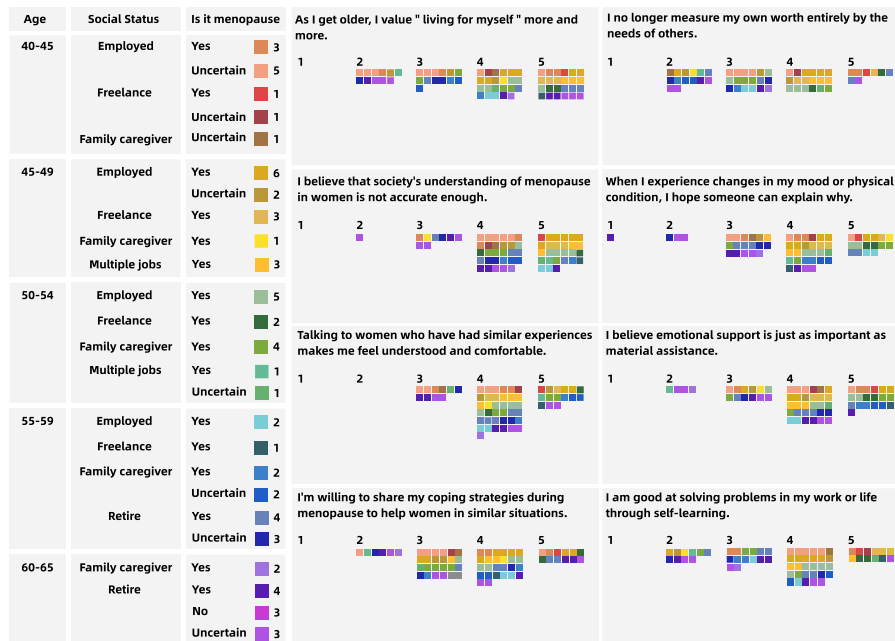 Age Social Status Is it menopause
40-45 Employed Yes 3
Uncertain 5
Freelance Yes 1
Uncertain 1
Family caregiver Uncertain 1
45-49 Employed Yes 6
Uncertain 2
Freelance Yes 3
Family caregiver Yes 1
Multiple jobs Yes 3
50-54 Employed Yes 5
Freelance Yes 2
Family caregiver Yes 4
Multiple jobs Yes 1
Uncertain 1
55-59 Employed Yes 2
Freelance Yes 1
Family caregiver Yes 2
Uncertain 2
Retire Yes 4
Uncertain 3
60-65 Family caregiver Yes 2
Retire Yes 4
No 3
Uncertain 3
As I get older, I value " living for myself " more and
more.
1 2 3 4 5
I no longer measure my own worth entirely by the
needs of others.
1 2 3 4 5
I believe that society's understanding of menopause
in women is not accurate enough.
1 2 3 4 5
When I experience changes in my mood or physical
condition, I hope someone can explain why.
1 2 3 4 5
Talking to women who have had similar experiences
makes me feel understood and comfortable.
1 2 3 4 5
I believe emotional support is just as important as
material assistance.
1 2 3 4 5
I'm willing to share my coping strategies during
menopause to help women in similar situations.
1 2 3 4 5
I am good at solving problems in my work or life
through self-learning.
1 2 3 4 5